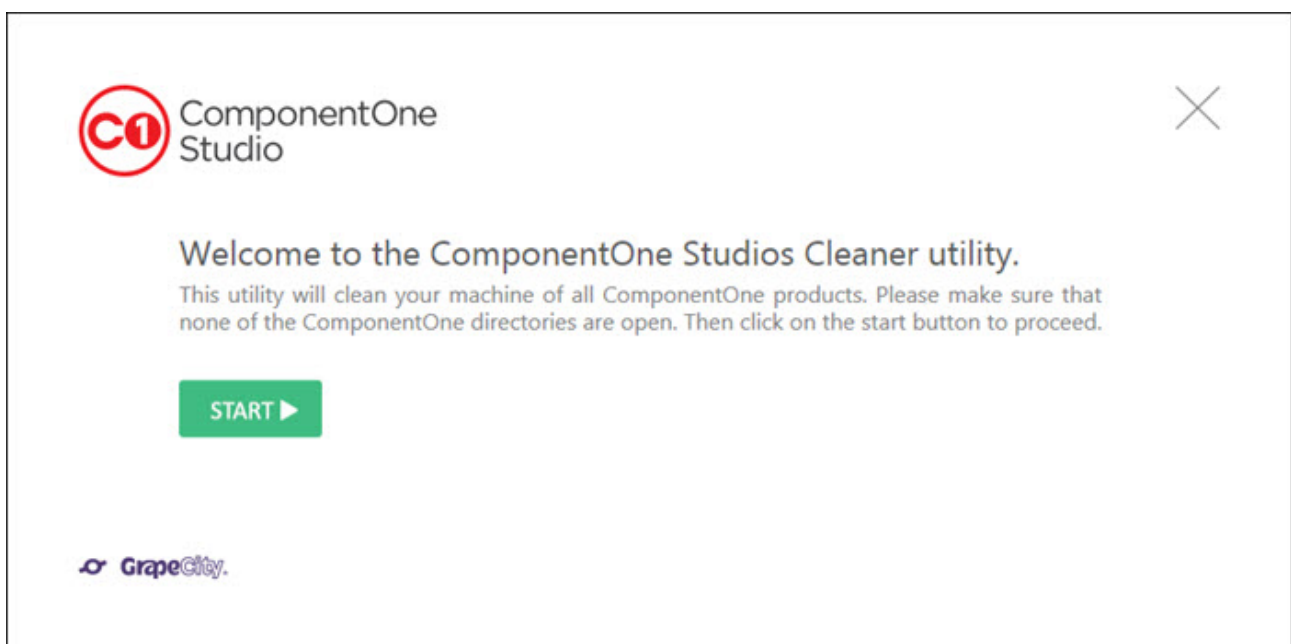 C1 ComponentOne
Studio
Welcome to the ComponentOne Studios Cleaner utility.
This utility will clean your machine of all ComponentOne products. Please make sure that
none of the ComponentOne directories are open. Then click on the start button to proceed.
START
GrapeCity.